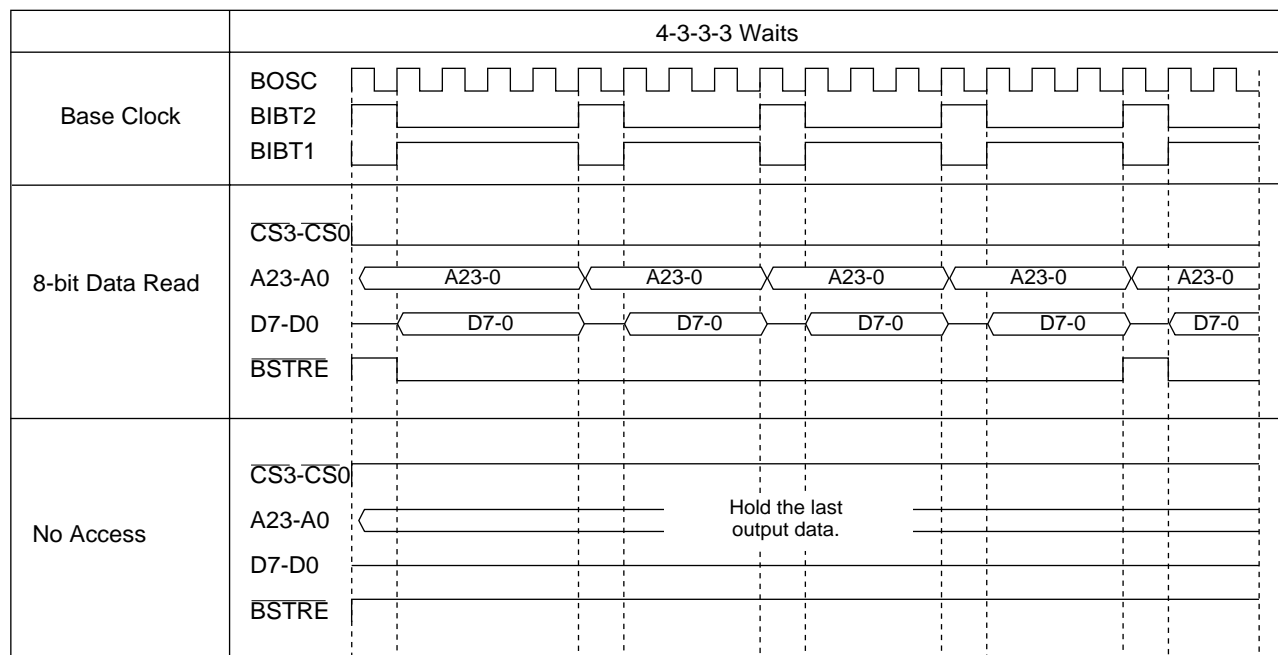 4-3-3-3 Waits
Base Clock
BOSC
BIBT2
BIBT1
8-bit Data Read
CS3-CS0
A23-A0 A23-0 A23-0 A23-0 A23-0 A23-0
D7-D0 D7-0 D7-0 D7-0 D7-0 D7-0
BSTRE
No Access
CS3-CS0
A23-A0 Hold the last
output data.
D7-D0
BSTRE